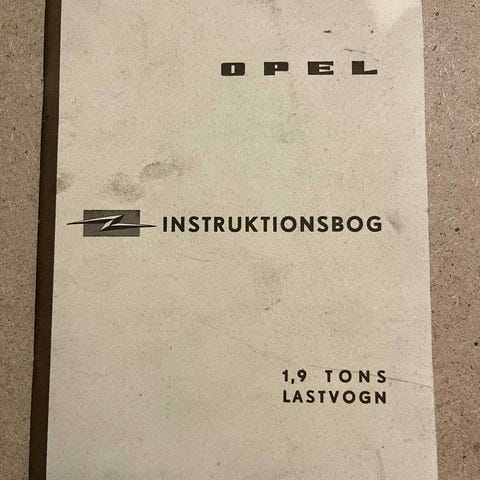 OPEL
INSTRUKTIONSBOG
1,9 TONS
LASTVOGN